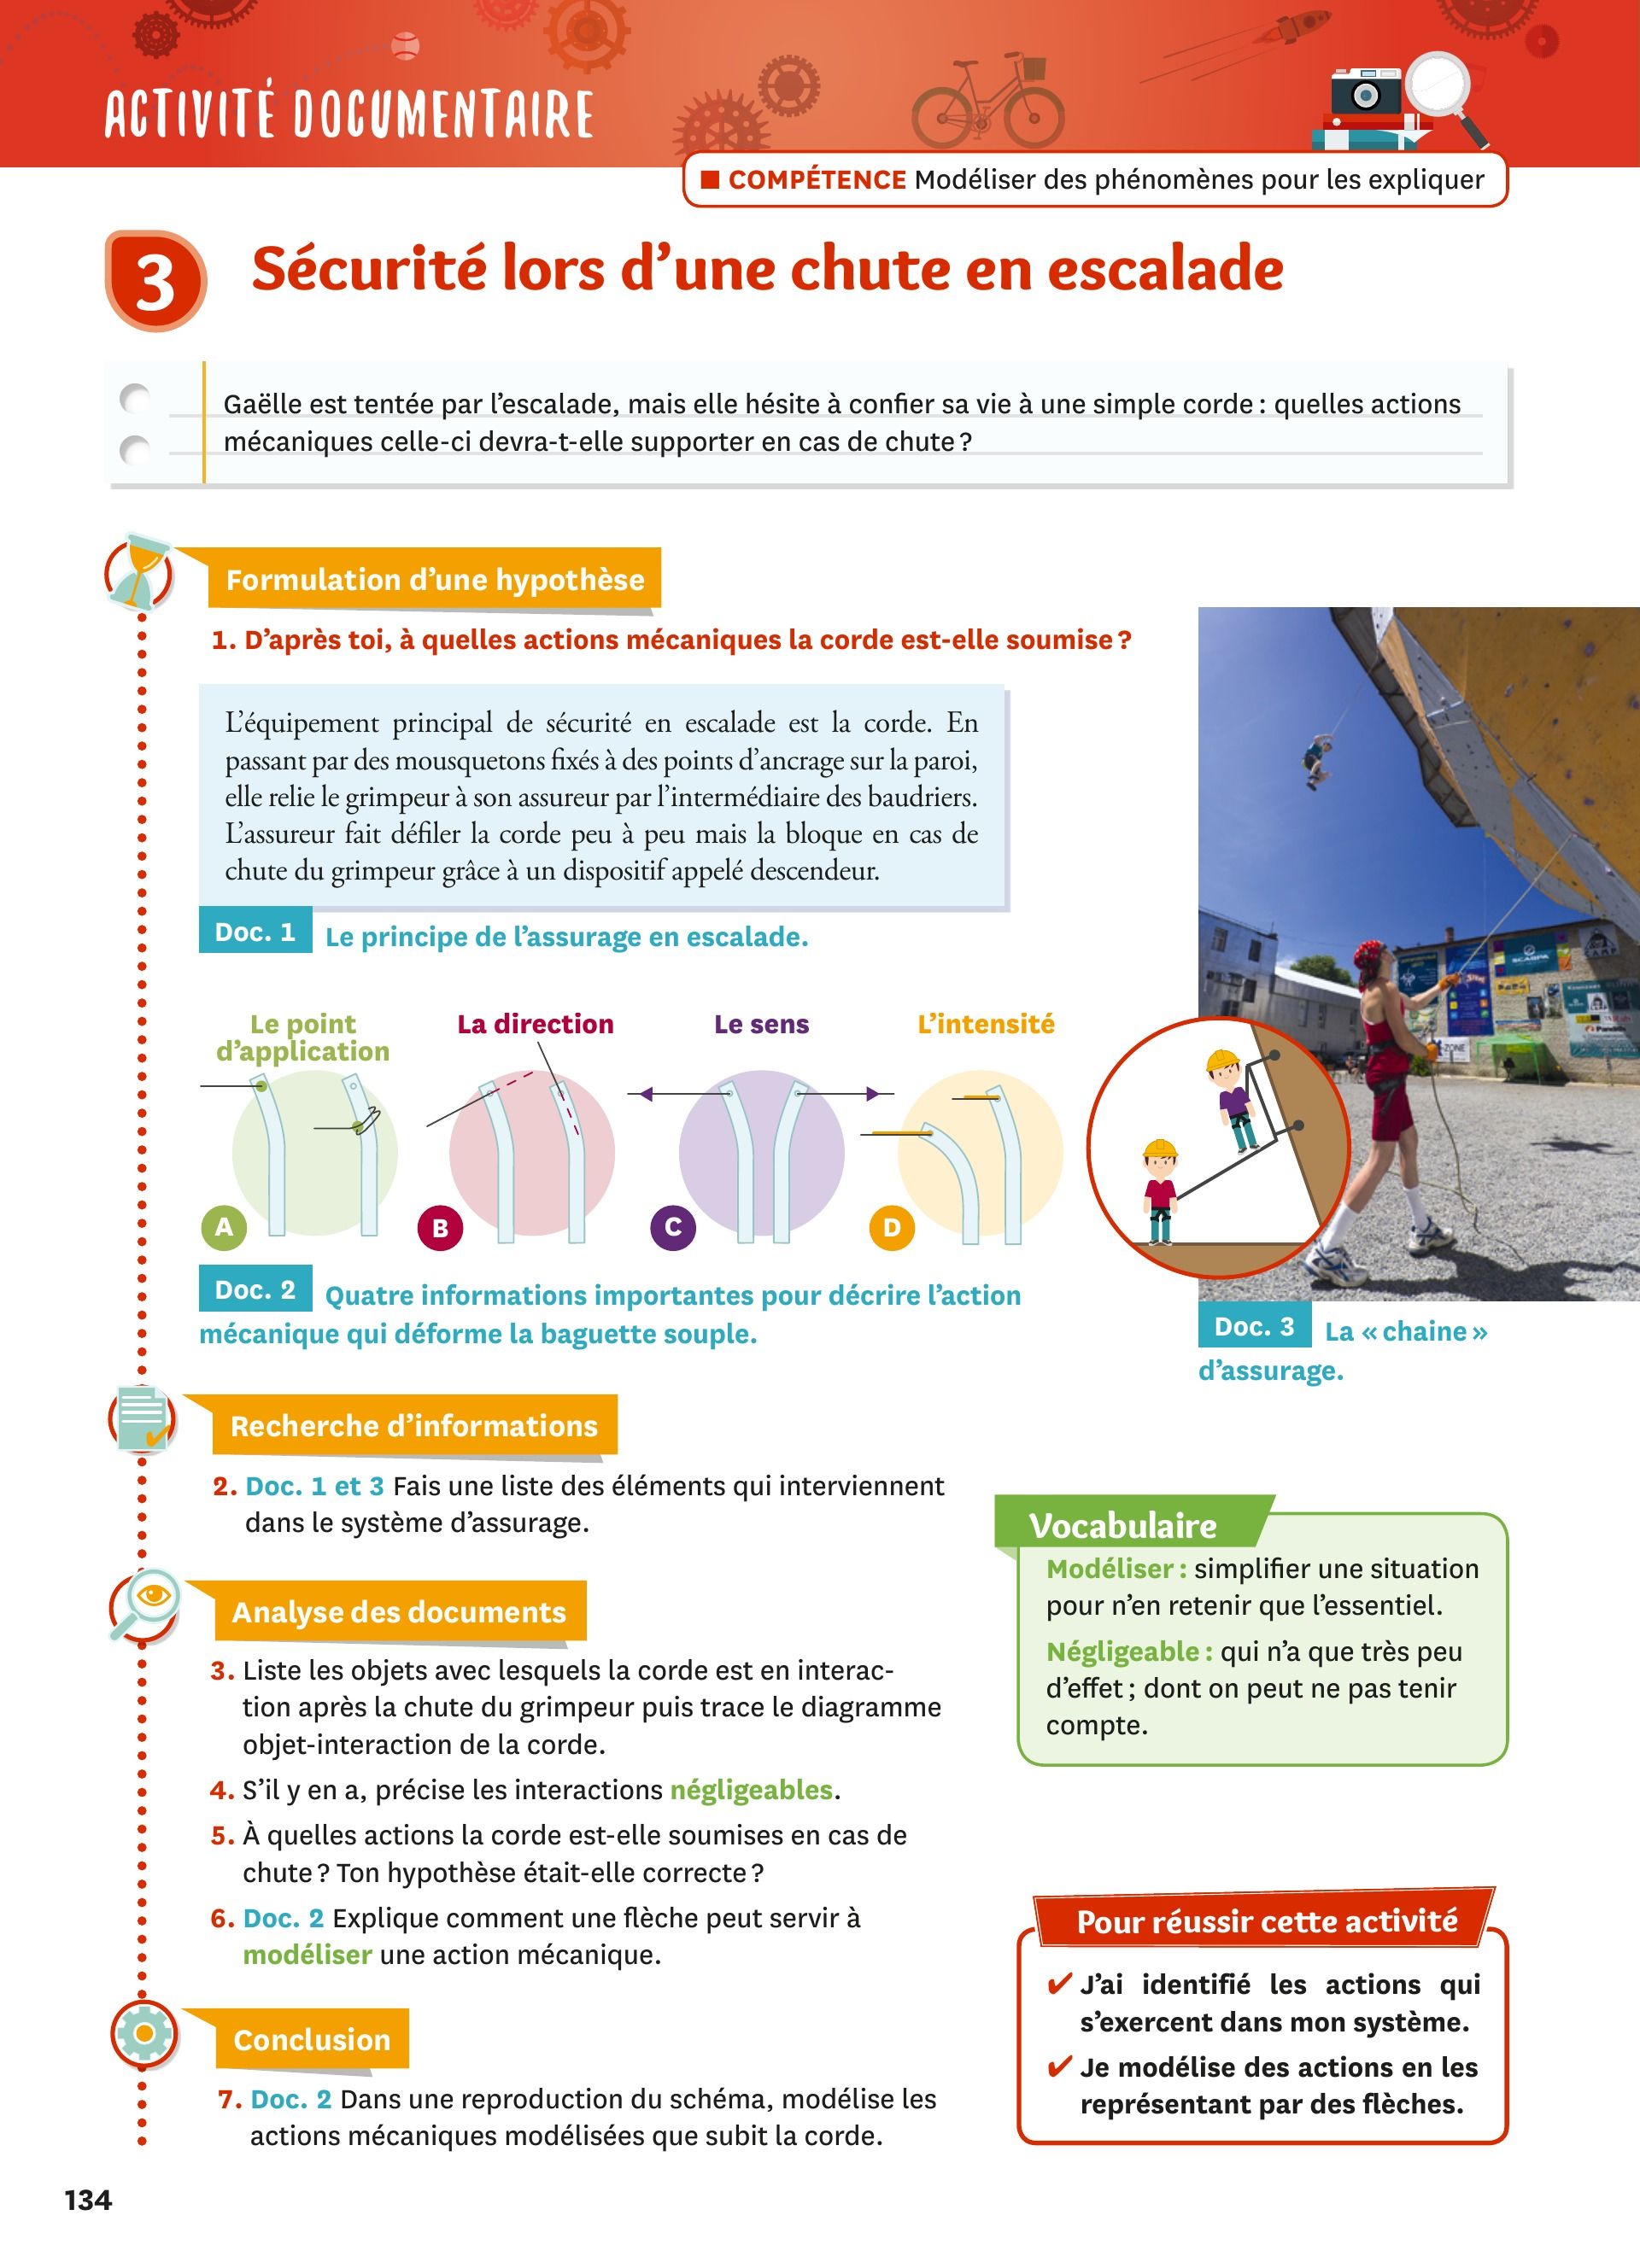 ACTIVITÉ DOCUMENTAIRE
COMPÉTENCE Modéliser des phénomènes pour les expliquer
3 Sécurité lors d’une chute en escalade
Gaëlle est tentée par l’escalade, mais elle hésite à confier sa vie à une simple corde : quelles actions
mécaniques celle-ci devra-t-elle supporter en cas de chute ?
Formulation d’une hypothèse
1. D’après toi, à quelles actions mécaniques la corde est-elle soumise ?
L’équipement principal de sécurité en escalade est la corde. En
passant par des mousquetons fixés à des points d’ancrage sur la paroi,
elle relie le grimpeur à son assureur par l’intermédiaire des baudriers.
L’assureur fait défiler la corde peu à peu mais la bloque en cas de
chute du grimpeur grâce à un dispositif appelé descendeur.
Doc. 1 Le principe de l’assurage en escalade.
Le point
d’application
La direction
Le sens
L’intensité
A
B
C
D
Doc. 2 Quatre informations importantes pour décrire l’action
mécanique qui déforme la baguette souple.
SCARPA
CAMP
ZONE
Doc. 3 La « chaine »
d’assurage.
Recherche d’informations
2. Doc. 1 et 3 Fais une liste des éléments qui interviennent
dans le système d’assurage.
Analyse des documents
3. Liste les objets avec lesquels la corde est en interac-
tion après la chute du grimpeur puis trace le diagramme
objet-interaction de la corde.
4. S’il y en a, précise les interactions négligeables.
5. À quelles actions la corde est-elle soumises en cas de
chute ? Ton hypothèse était-elle correcte ?
6. Doc. 2 Explique comment une flèche peut servir à
modéliser une action mécanique.
Conclusion
7. Doc. 2 Dans une reproduction du schéma, modélise les
actions mécaniques modélisées que subit la corde.
Vocabulaire
Modéliser : simplifier une situation
pour n’en retenir que l’essentiel.
Négligeable : qui n’a que très peu
d’effet ; dont on peut ne pas tenir
compte.
Pour réussir cette activité
✔ J’ai identifié les actions qui
s’exercent dans mon système.
✔ Je modélise des actions en les
représentant par des flèches.
134